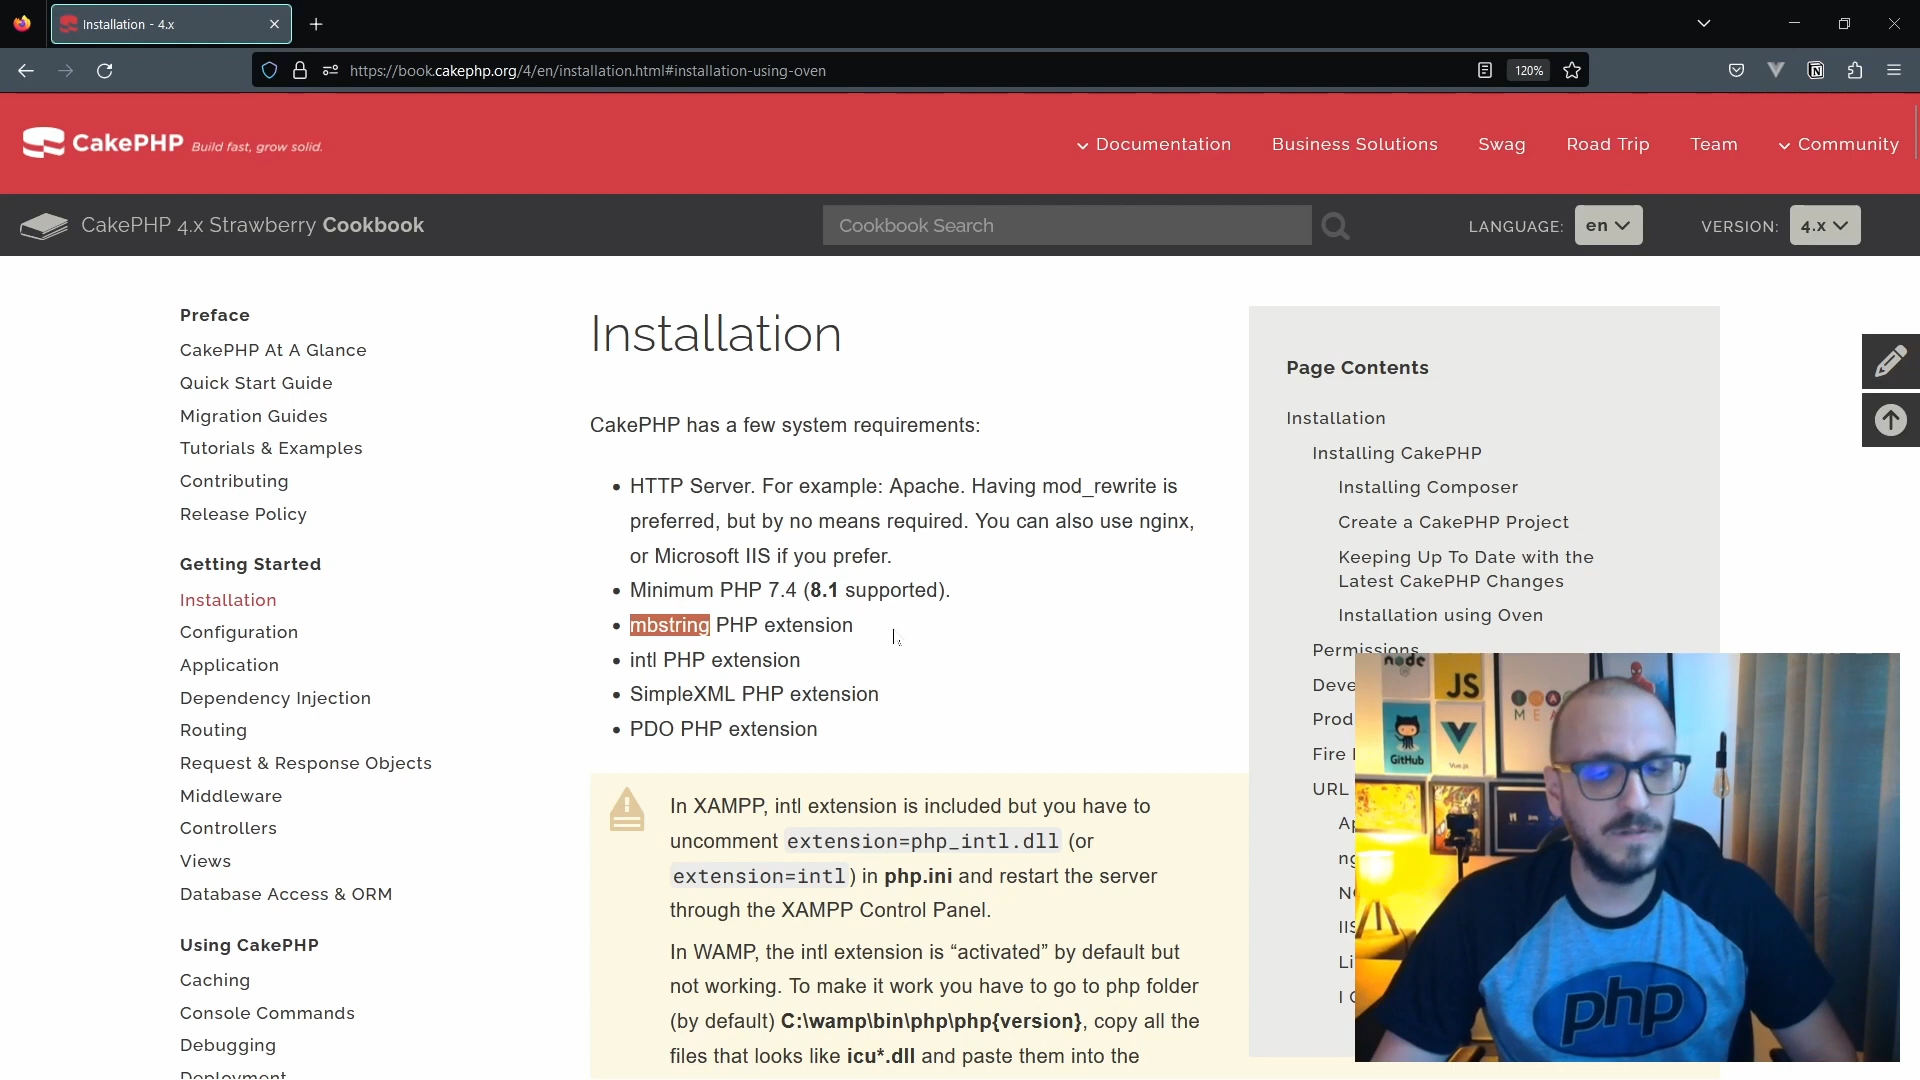 Installation - 4.x
https://book.cakephp.org/4/en/installation.html#installation-using-oven
120%
CakePHP Build fast, grow solid.
Documentation
Business Solutions
Swag
Road Trip
Team
Community
CakePHP 4.x Strawberry Cookbook
Cookbook Search
LANGUAGE:
en
VERSION:
4.x
Preface
CakePHP At A Glance
Quick Start Guide
Migration Guides
Tutorials & Examples
Contributing
Release Policy
Getting Started
Installation
Configuration
Application
Dependency Injection
Routing
Request & Response Objects
Middleware
Controllers
Views
Database Access & ORM
Using CakePHP
Caching
Console Commands
Debugging
Deployment
Installation
CakePHP has a few system requirements:
• HTTP Server. For example: Apache. Having mod_rewrite is
preferred, but by no means required. You can also use nginx,
or Microsoft IIS if you prefer.
• Minimum PHP 7.4 (8.1 supported).
• mbstring PHP extension
• intl PHP extension
• SimpleXML PHP extension
• PDO PHP extension
In XAMPP, intl extension is included but you have to
uncomment extension=php_intl.dll (or
extension=intl) in php.ini and restart the server
through the XAMPP Control Panel.
In WAMP, the intl extension is “activated” by default but
not working. To make it work you have to go to php folder
(by default) C:\wamp\bin\php\php{version}, copy all the
files that looks like icu*.dll and paste them into the
Page Contents
Installation
Installing CakePHP
Installing Composer
Create a CakePHP Project
Keeping Up To Date with the
Latest CakePHP Changes
Installation using Oven
Permissions
Deve
Prod
Fire
URL
IIS
Li
node
JS
GitHub
Vue.js
MEA
php